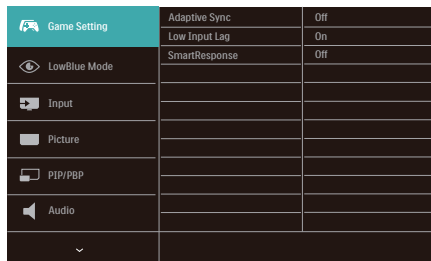 Game Setting
LowBlue Mode
Input
Picture
PIP/PBP
Audio
Adaptive Sync Off
Low Input Lag On
SmartResponse Off